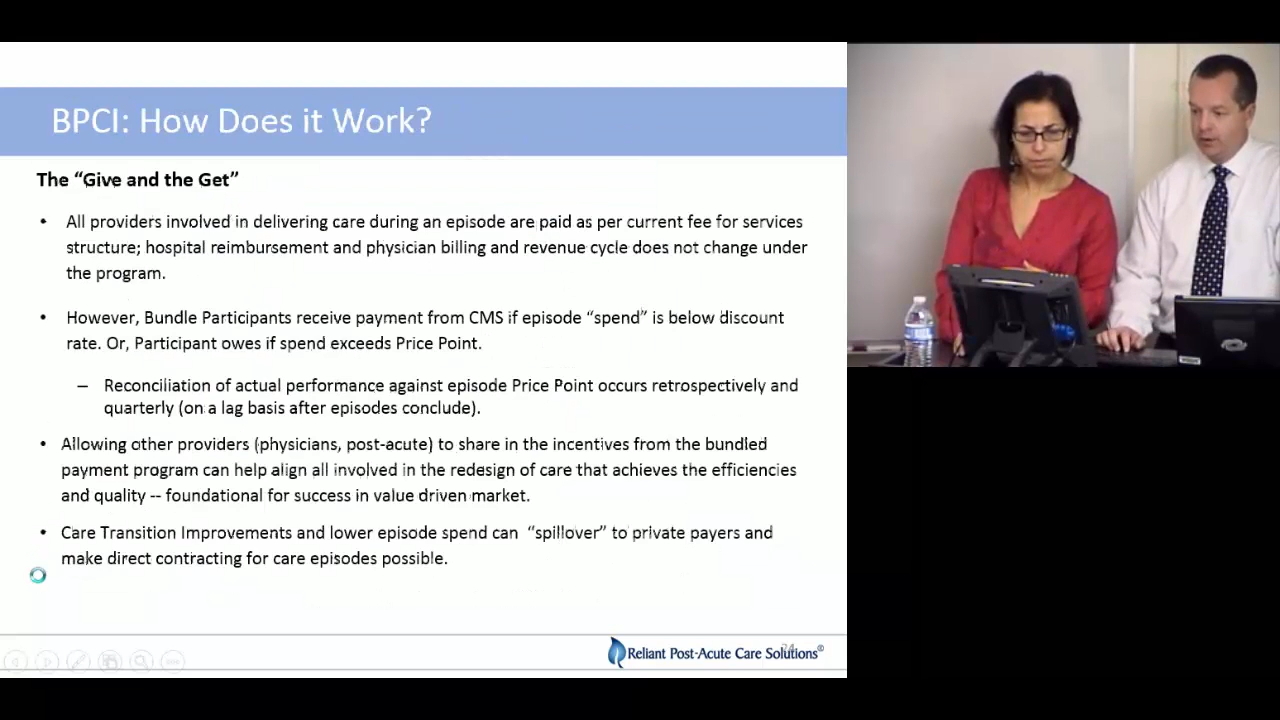 BPCI: How Does it Work?
The “Give and the Get”
• All providers involved in delivering care during an episode are paid as per current fee for services
structure; hospital reimbursement and physician billing and revenue cycle does not change under
the program.
• However, Bundle Participants receive payment from CMS if episode “spend” is below discount
rate. Or, Participant owes if spend exceeds Price Point.
– Reconciliation of actual performance against episode Price Point occurs retrospectively and
quarterly (on a lag basis after episodes conclude).
• Allowing other providers (physicians, post-acute) to share in the incentives from the bundled
payment program can help align all involved in the redesign of care that achieves the efficiencies
and quality -- foundational for success in value driven market.
• Care Transition Improvements and lower episode spend can “spillover” to private payers and
make direct contracting for care episodes possible.
Reliant Post-Acute Care Solutions®